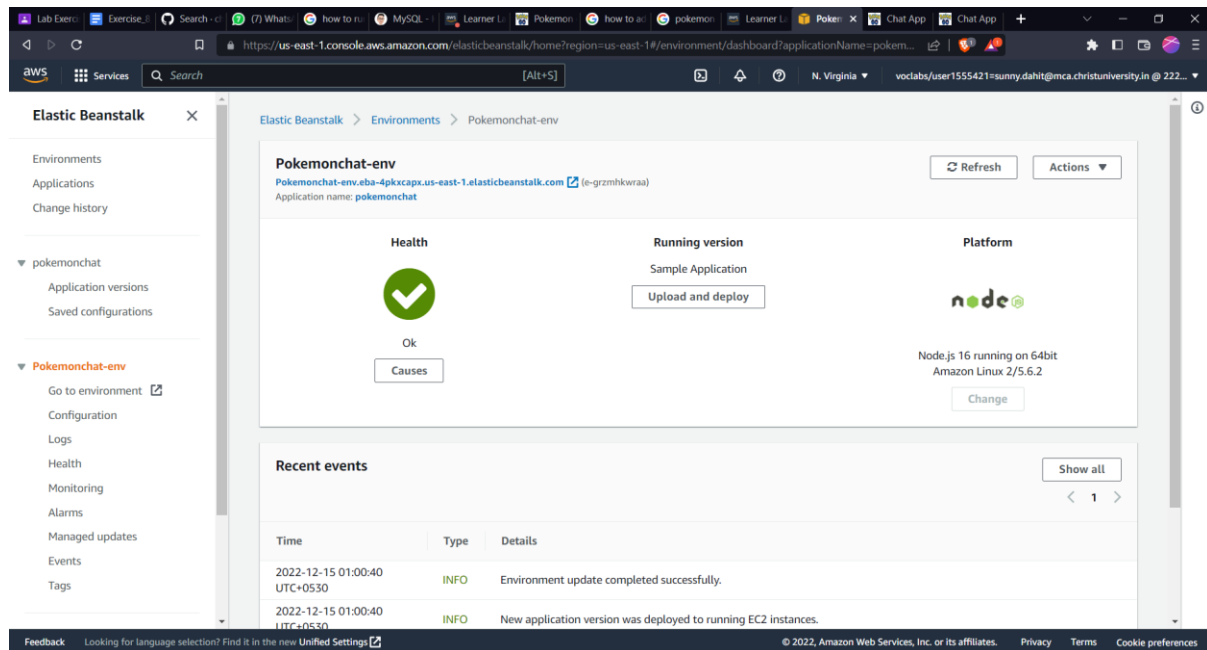 Lab Exerc
Exercise_
Search - c
(7) Whats
how to ru
MySQL -
Learner L
Pokemon
how to ac
pokemon
Learner L
Poken
Chat App
Chat App
https://us-east-1.console.aws.amazon.com/elasticbeanstalk/home?region=us-east-1#/environment/dashboard?applicationName=pokem...
aws
Services
Search
[Alt+S]
N. Virginia
voclabs/user1555421=sunny.dahit@mca.christuniversity.in @ 222...
Elastic Beanstalk
Environments
Applications
Change history
pokemonchat
Application versions
Saved configurations
Pokemonchat-env
Go to environment
Configuration
Logs
Health
Monitoring
Alarms
Managed updates
Events
Tags
Elastic Beanstalk > Environments > Pokemonchat-env
Pokemonchat-env
Pokemonchat-env.eba-4pkxcapx.us-east-1.elasticbeanstalk.com (e-grzmhkwraa)
Application name: pokemonchat
Refresh
Actions
Health
Ok
Causes
Running version
Sample Application
Upload and deploy
Platform
node JS
Node.js 16 running on 64bit
Amazon Linux 2/5.6.2
Change
Recent events
Show all
< 1 >
Time Type Details
2022-12-15 01:00:40
UTC+0530
INFO
Environment update completed successfully.
2022-12-15 01:00:40
UTC+0530
INFO
New application version was deployed to running EC2 instances.
Feedback
Looking for language selection? Find it in the new Unified Settings
© 2022, Amazon Web Services, Inc. or its affiliates.
Privacy
Terms
Cookie preferences